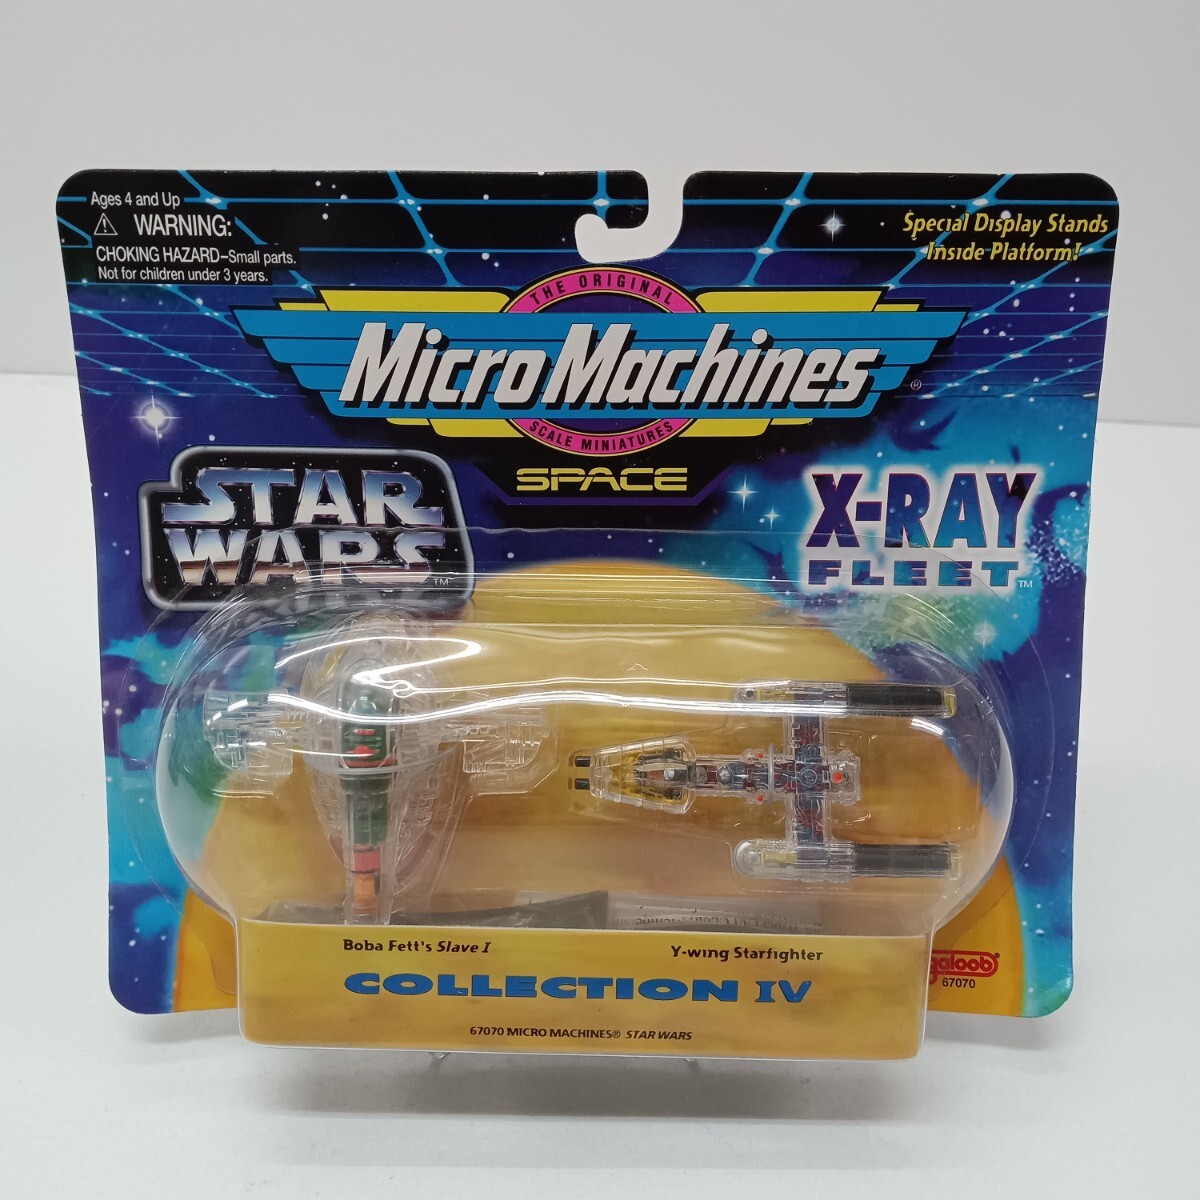 Ages 4 and Up
⚠ WARNING:
CHOKING HAZARD–Small parts.
Not for children under 3 years.
Special Display Stands
Inside Platform!
THE ORIGINAL
Micro Machines®
SCALE MINIATURES
SPACE
STAR
WARS™
X-RAY
FLEET™
Boba Fett's Slave I
Y-wing Starfighter
COLLECTION IV
galoob®
67070
67070 MICRO MACHINES® STAR WARS